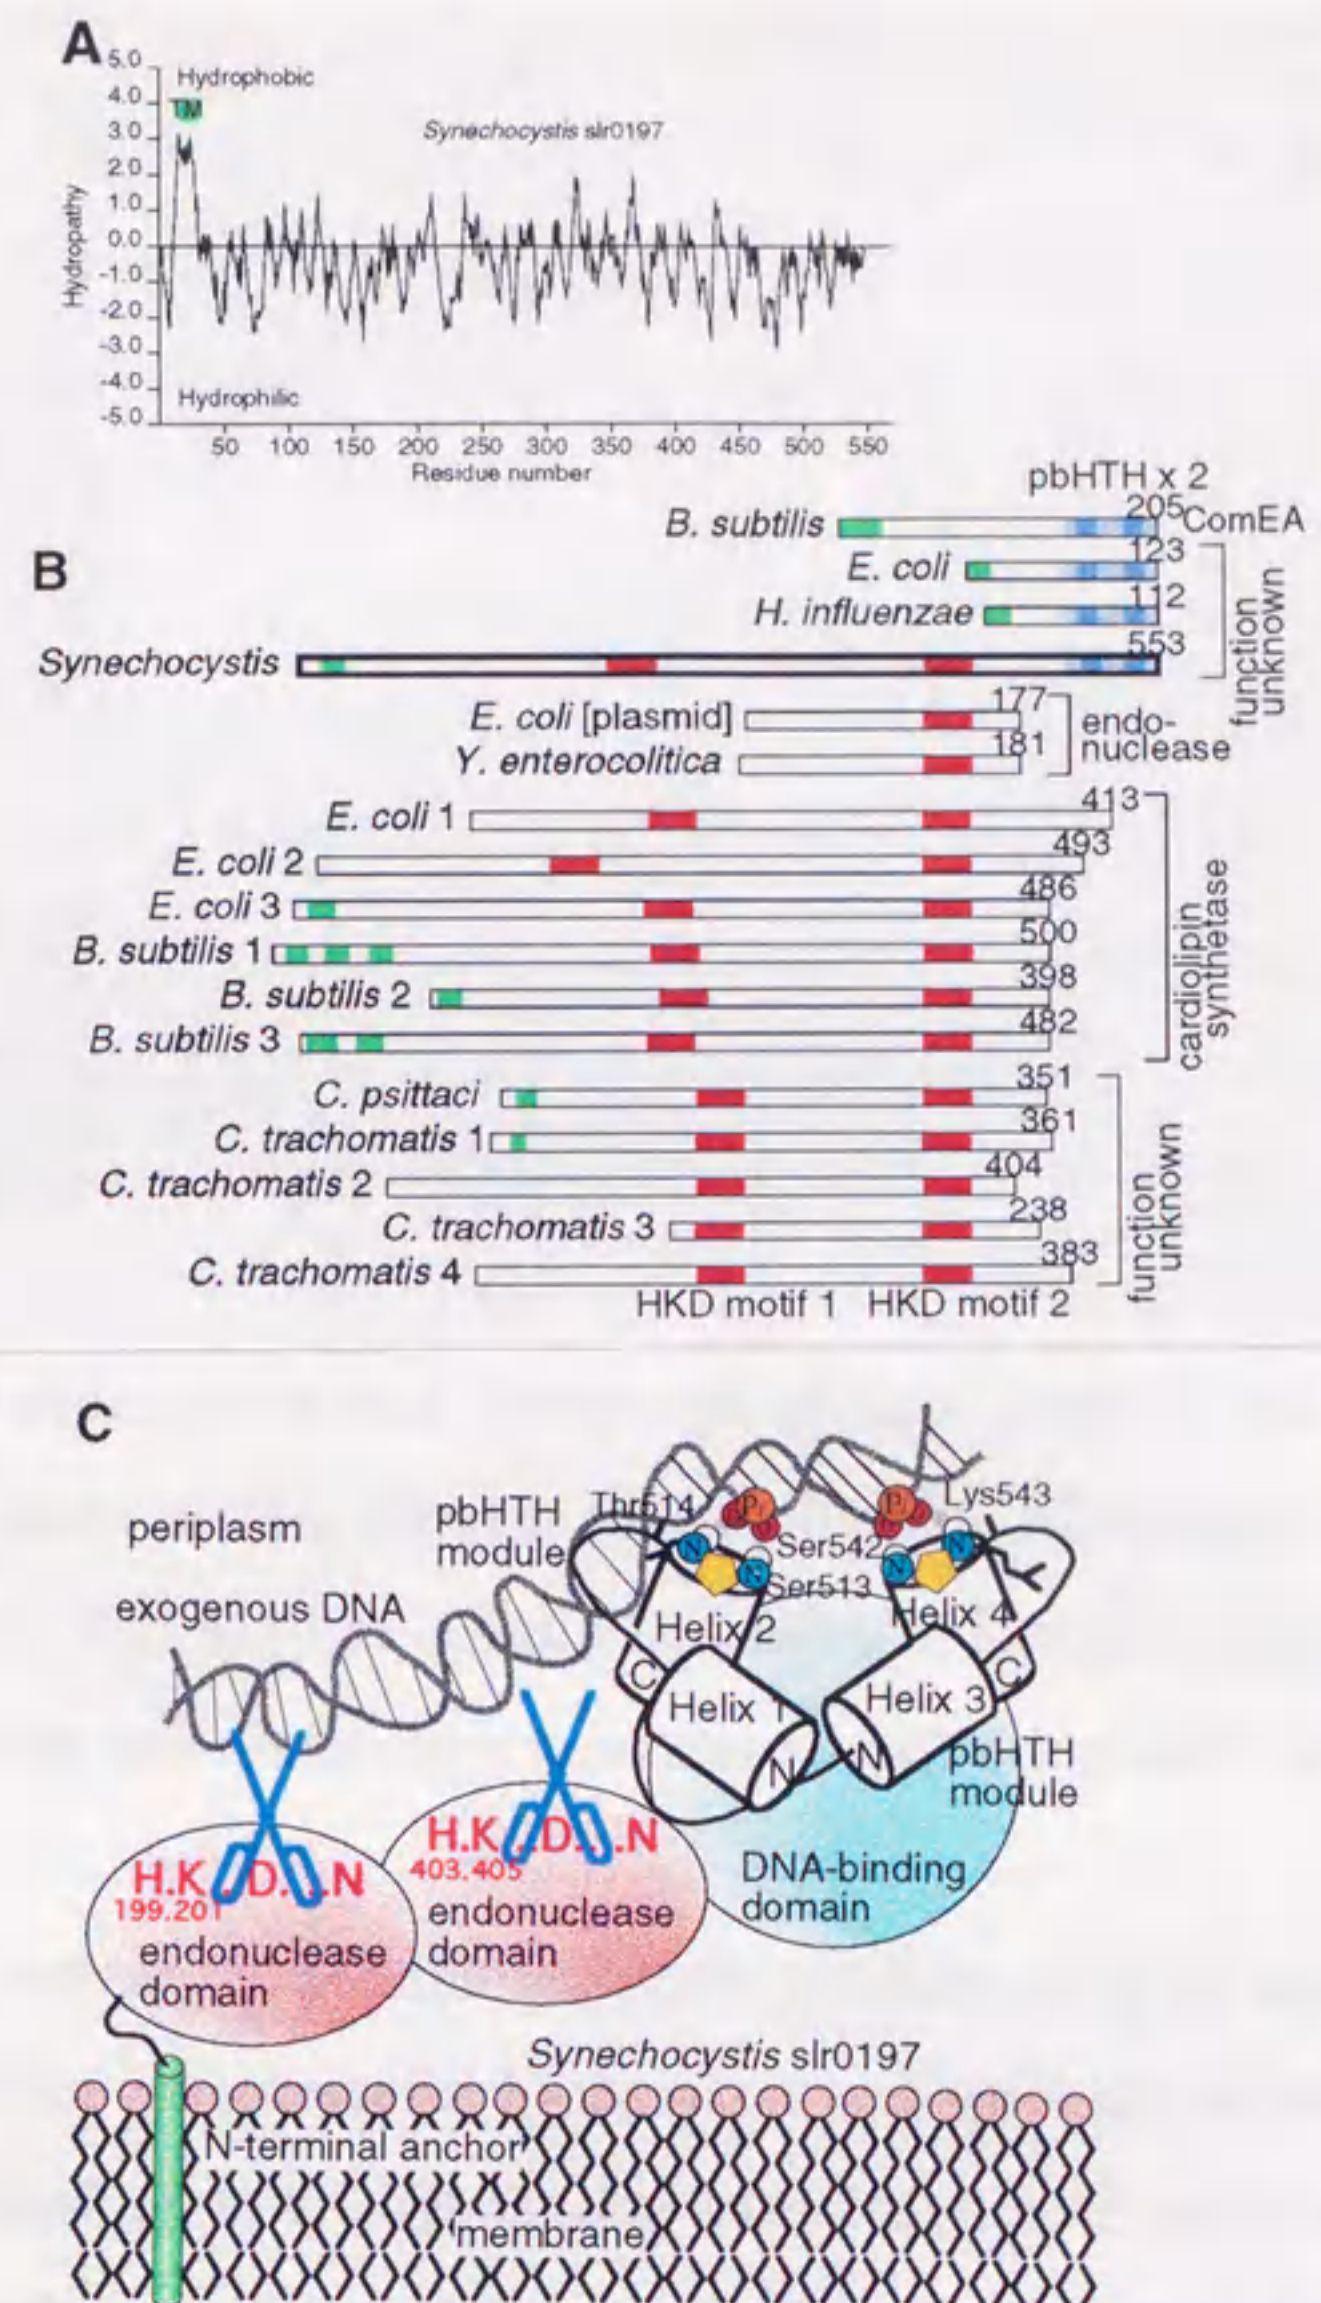 A
5.0
Hydrophobic
4.0
TM
3.0
Synechocystis slr0197
2.0
1.0
0.0
-1.0
-2.0
-3.0
-4.0
Hydrophilic
-5.0
Hydropathy
50 100 150 200 250 300 350 400 450 500 550
Residue number
pbHTH x 2
B
B. subtilis 205 ComEA
E. coli 123
H. influenzae 112
Synechocystis 553
function
unknown
E. coli [plasmid] 177
Y. enterocolitica 181
endo-
nuclease
E. coli 1 413
E. coli 2 493
E. coli 3 486
B. subtilis 1 500
B. subtilis 2 398
B. subtilis 3 482
cardiolipin
synthetase
C. psittaci 351
C. trachomatis 1 361
C. trachomatis 2 404
C. trachomatis 3 238
C. trachomatis 4 383
function
unknown
HKD motif 1 HKD motif 2
C
periplasm
pbHTH
module
exogenous DNA
Thr514
Pi
Pi
Lys543
N
Ser542
N
N
N
Ser513
Helix 2
Helix 4
C
C
Helix 1
Helix 3
N
N
pbHTH
module
DNA-binding
domain
H.K...D...N
403.405
endonuclease
domain
H.K...D...N
199.201
endonuclease
domain
Synechocystis slr0197
N-terminal anchor
membrane